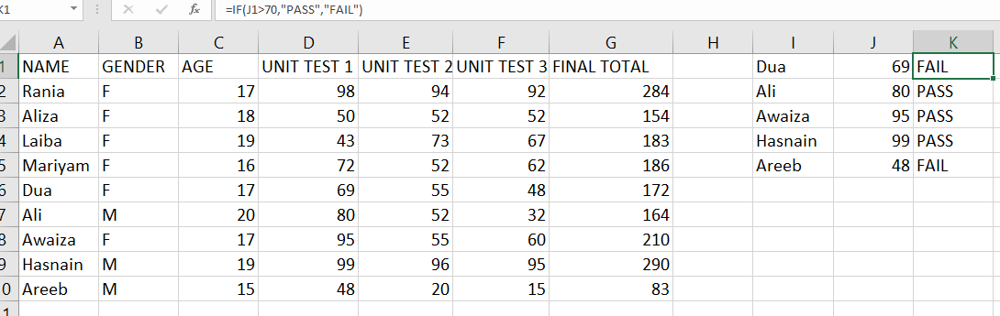 K1 fx =IF(J1>70,"PASS","FAIL")
A B C D E F G H I J K
1 NAME GENDER AGE UNIT TEST 1 UNIT TEST 2 UNIT TEST 3 FINAL TOTAL Dua 69 FAIL
2 Rania F 17 98 94 92 284 Ali 80 PASS
3 Aliza F 18 50 52 52 154 Awaiza 95 PASS
4 Laiba F 19 43 73 67 183 Hasnain 99 PASS
5 Mariyam F 16 72 52 62 186 Areeb 48 FAIL
6 Dua F 17 69 55 48 172
7 Ali M 20 80 52 32 164
8 Awaiza F 17 95 55 60 210
9 Hasnain M 19 99 96 95 290
0 Areeb M 15 48 20 15 83
1